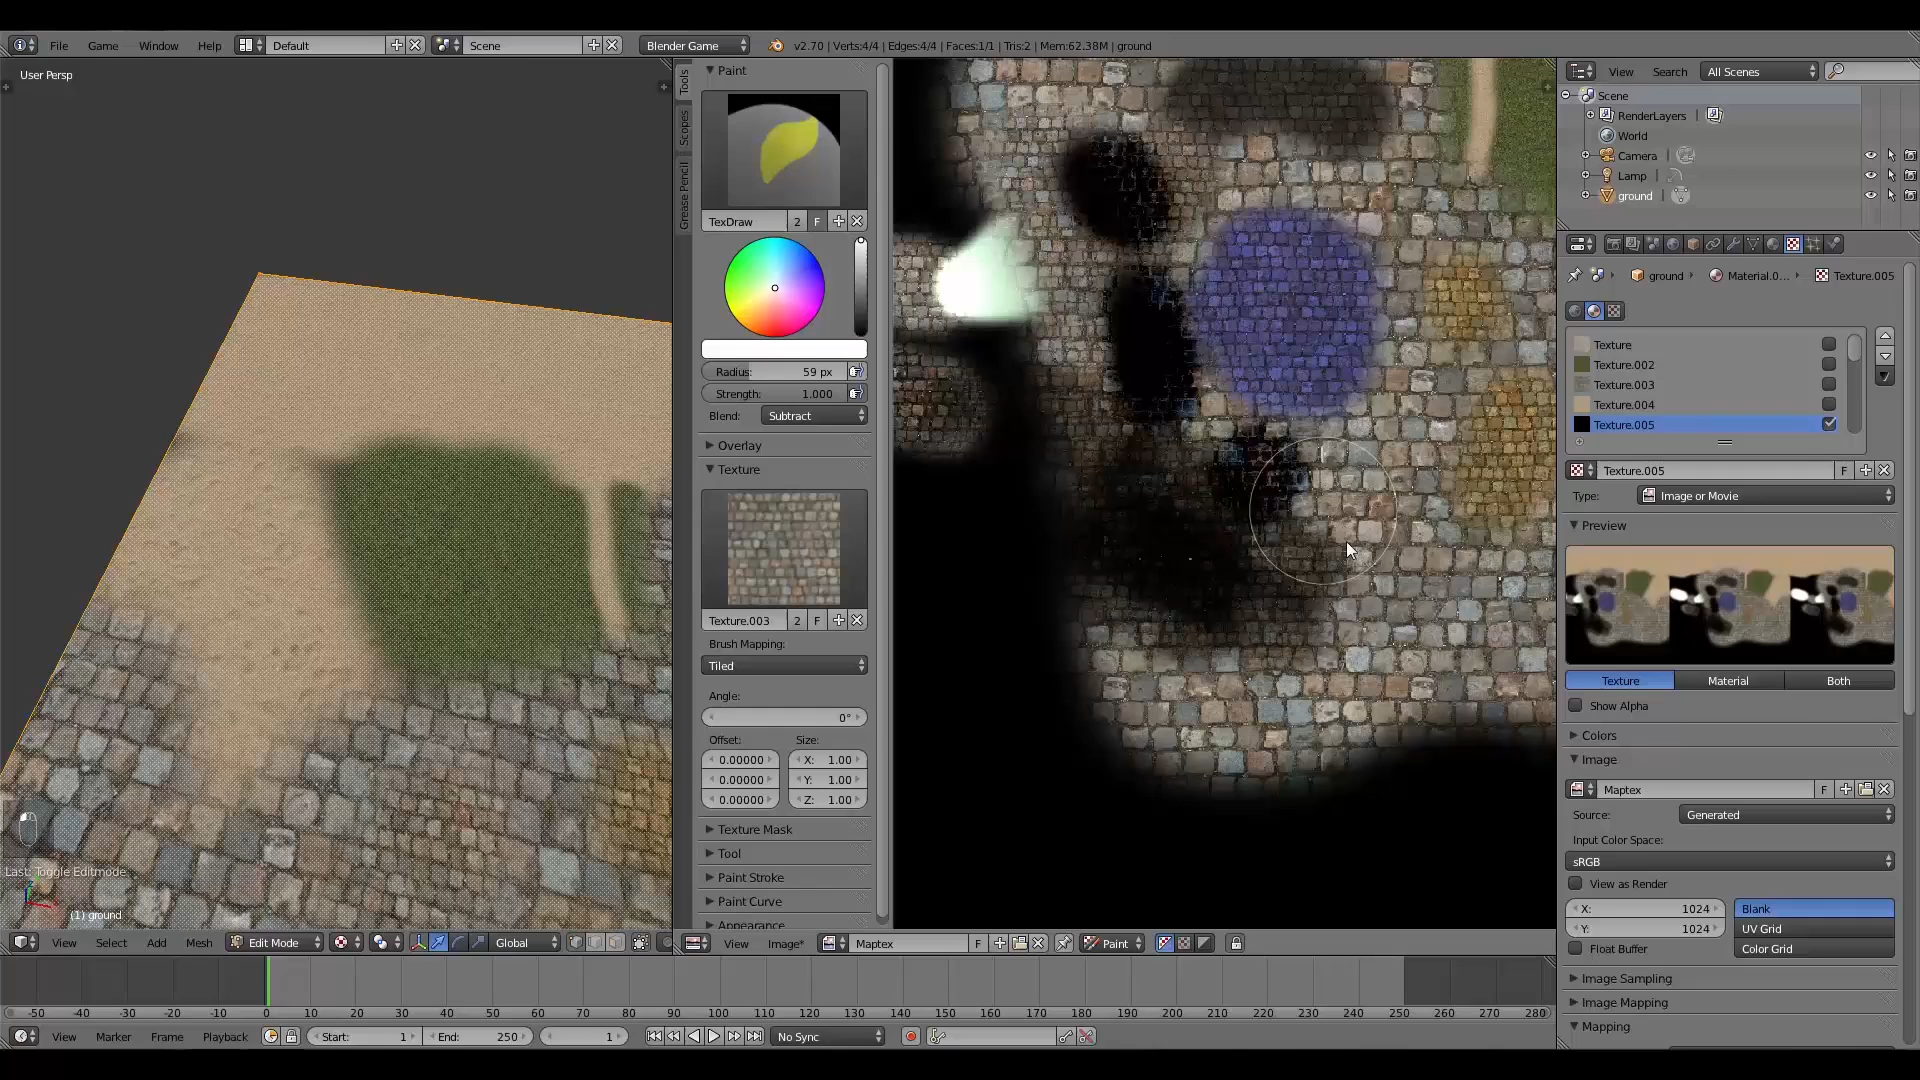 File Game Window Help Default Scene Blender Game v2.70 | Verts:4/4 | Edges:4/4 | Faces:1/1 | Tris:2 | Mem:62.38M | ground
User Persp
Last: Toggle Editmode
(1) ground
View Select Add Mesh Edit Mode Global
Tools
Scopes
Grease Pencil
Paint
TexDraw 2 F
Radius: 59 px
Strength: 1.000
Blend: Subtract
Overlay
Texture
Texture.003 2 F
Brush Mapping:
Tiled
Angle:
0°
Offset: Size:
0.00000 X: 1.00
0.00000 Y: 1.00
0.00000 Z: 1.00
Texture Mask
Tool
Paint Stroke
Paint Curve
Appearance
View Image* Maptex F Paint
View Search All Scenes
Scene
RenderLayers
World
Camera
Lamp
ground
ground Material.0... Texture.005
Texture
Texture.002
Texture.003
Texture.004
Texture.005
Texture.005 F
Type: Image or Movie
Preview
Texture Material Both
Show Alpha
Colors
Image
Maptex F
Source: Generated
Input Color Space:
sRGB
View as Render
X: 1024 Blank
Y: 1024 UV Grid
Float Buffer Color Grid
Image Sampling
Image Mapping
Mapping
-50 -40 -30 -20 -10 0 10 20 30 40 50 60 70 80 90 100 110 120 130 140 150 160 170 180 190 200 210 220 230 240 250 260 270 280
View Marker Frame Playback Start: 1 End: 250 1 No Sync